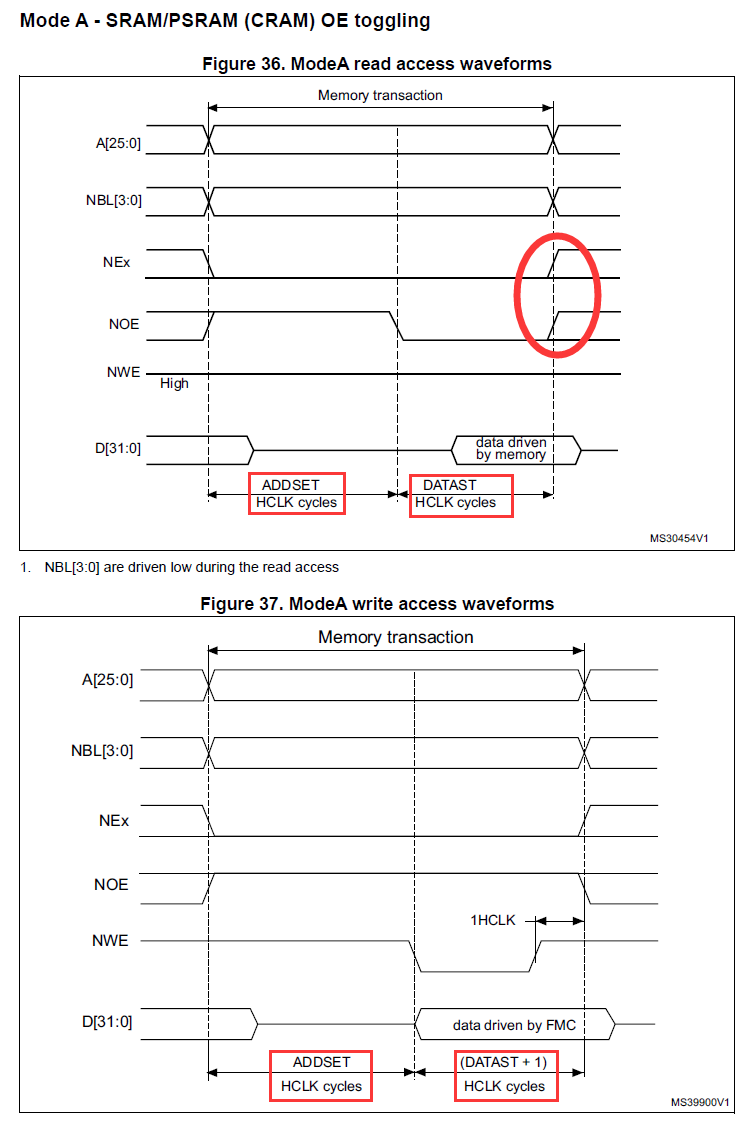 Mode A - SRAM/PSRAM (CRAM) OE toggling
Figure 36. ModeA read access waveforms
Memory transaction
A[25:0]
NBL[3:0]
NEx
NOE
NWE
High
D[31:0]
data driven
by memory
ADDSET
HCLK cycles
DATAST
HCLK cycles
MS30454V1
1. NBL[3:0] are driven low during the read access
Figure 37. ModeA write access waveforms
Memory transaction
A[25:0]
NBL[3:0]
NEx
NOE
1HCLK
NWE
D[31:0]
data driven by FMC
ADDSET
HCLK cycles
(DATAST + 1)
HCLK cycles
MS39900V1